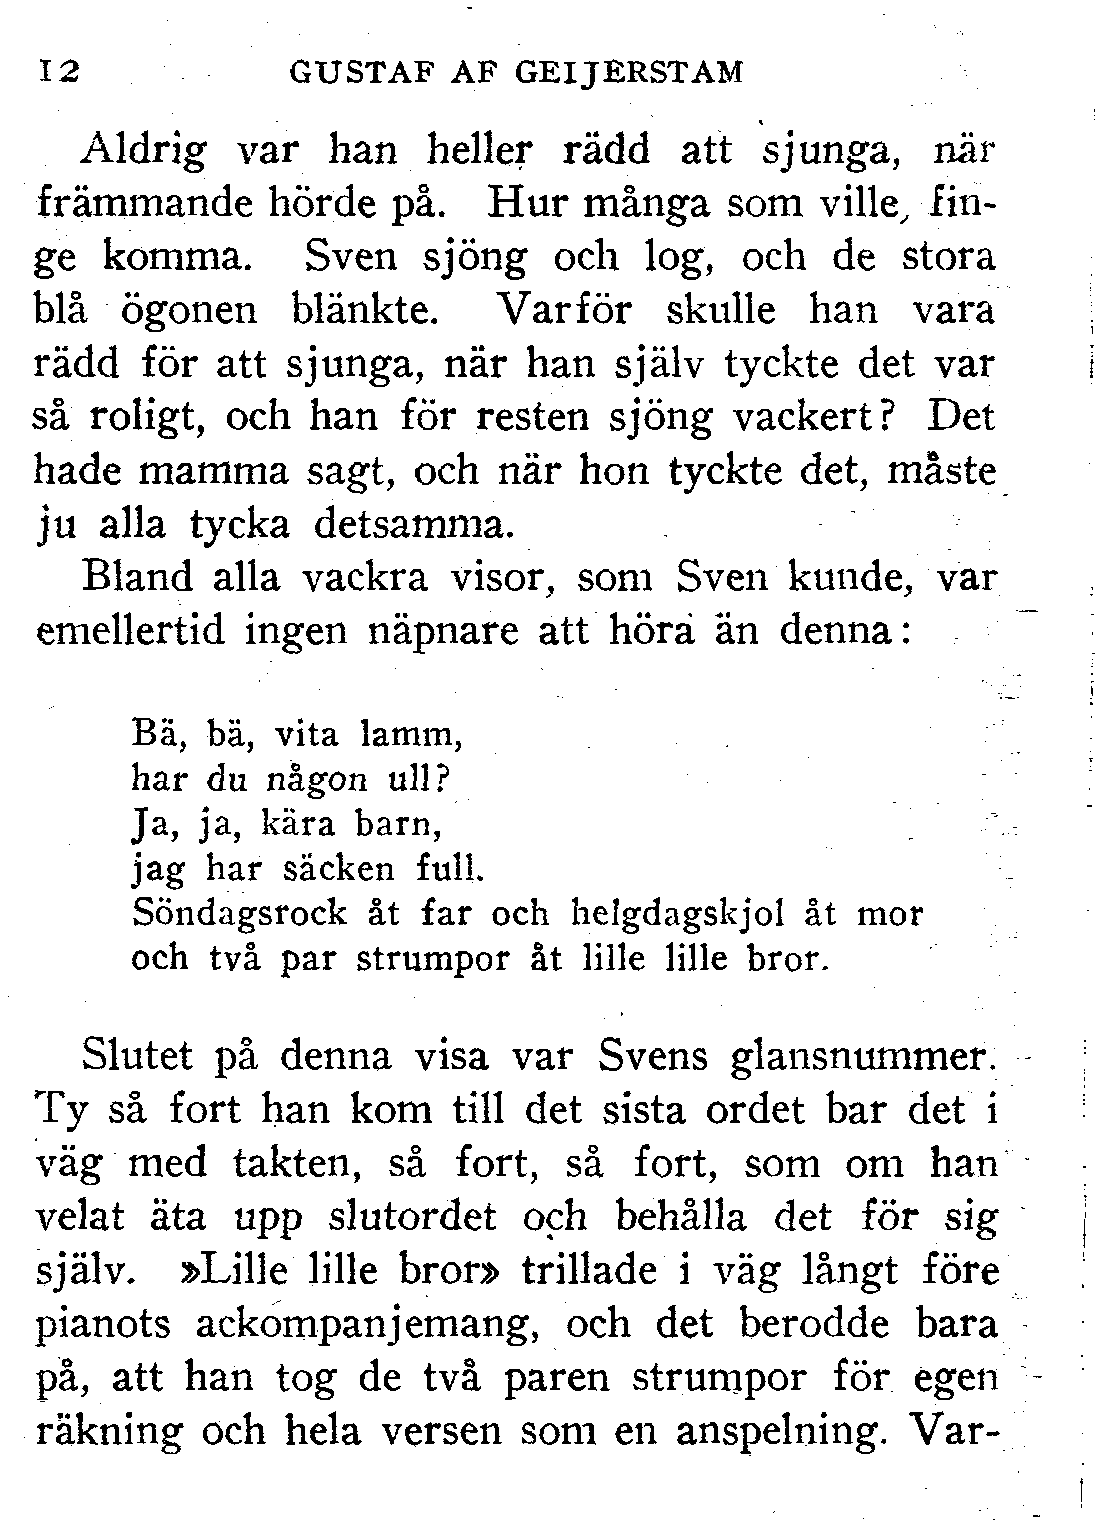 12 GUSTAF AF GEIJERSTAM
Aldrig var han heller rädd att sjunga, när
främmande hörde på. Hur många som ville, fin-
ge komma. Sven sjöng och log, och de stora
blå ögonen blänkte. Varför skulle han vara
rädd för att sjunga, när han själv tyckte det var
så roligt, och han för resten sjöng vackert? Det
hade mamma sagt, och när hon tyckte det, måste
ju alla tycka detsamma.
Bland alla vackra visor, som Sven kunde, var
emellertid ingen näpnare att höra än denna:
Bä, bä, vita lamm,
har du någon ull?
Ja, ja, kära barn,
jag har säcken full.
Söndagsrock åt far och helgdagskjol åt mor
och två par strumpor åt lille lille bror.
Slutet på denna visa var Svens glansnummer.
Ty så fort han kom till det sista ordet bar det i
väg med takten, så fort, så fort, som om han
velat äta upp slutordet och behålla det för sig
själv. »Lille lille bror» trillade i väg långt före
pianots ackompanjemang, och det berodde bara
på, att han tog de två paren strumpor för egen
räkning och hela versen som en anspelning. Var-